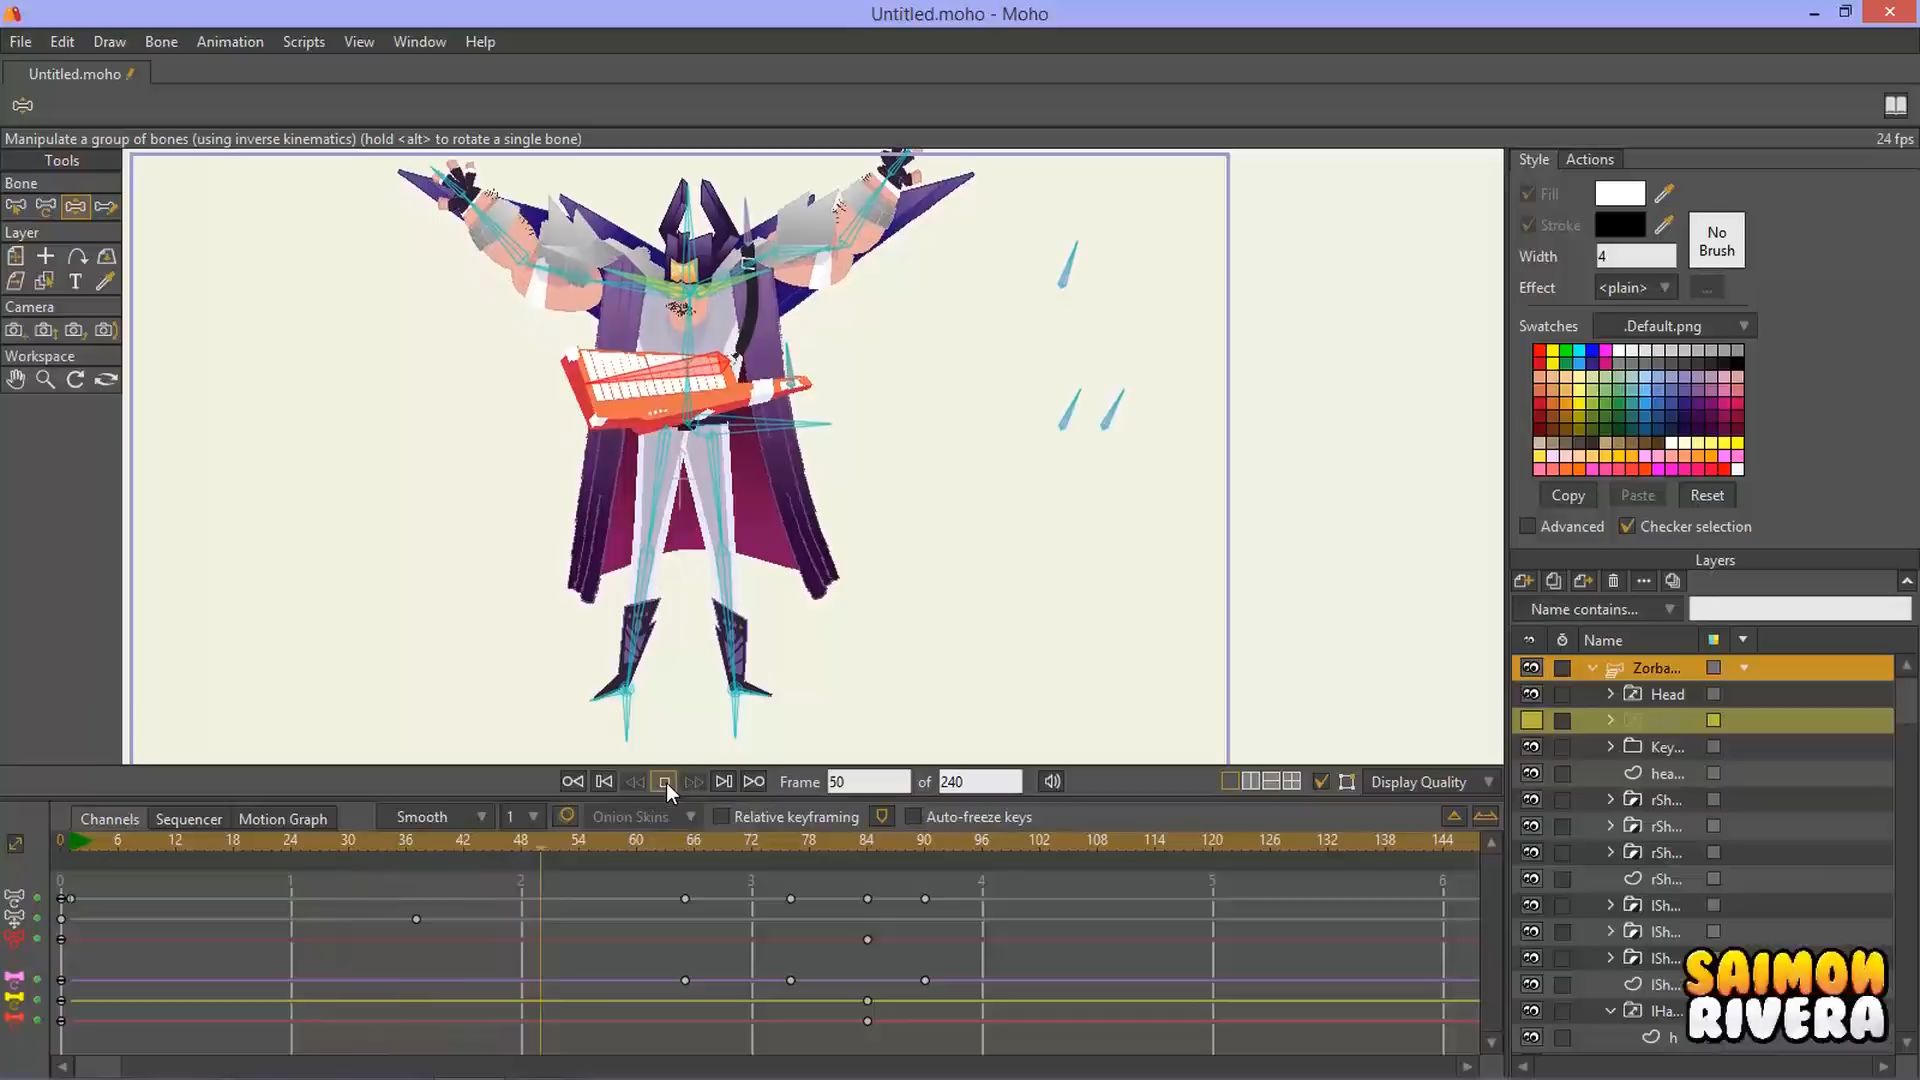 Untitled.moho - Moho
File Edit Draw Bone Animation Scripts View Window Help
Untitled.moho
Manipulate a group of bones (using inverse kinematics) (hold <alt> to rotate a single bone)
24 fps
Tools
Bone
Layer
Camera
Workspace
Style Actions
Fill
Stroke
No Brush
Width 4
Effect <plain> ...
Swatches .Default.png
Copy Paste Reset
Advanced Checker selection
Layers
Name contains...
Name
Zorba...
Head
Key...
hea...
rSh...
rSh...
rSh...
rSh...
lSh...
lSh...
lSh...
lSh...
lHa...
h
Frame 50 of 240
Display Quality
Channels Sequencer Motion Graph
Smooth 1 Onion Skins Relative keyframing Auto-freeze keys
0 6 12 18 24 30 36 42 48 54 60 66 72 78 84 90 96 102 108 114 120 126 132 138 144
0 1 2 3 4 5 6
SAIMON
RIVERA